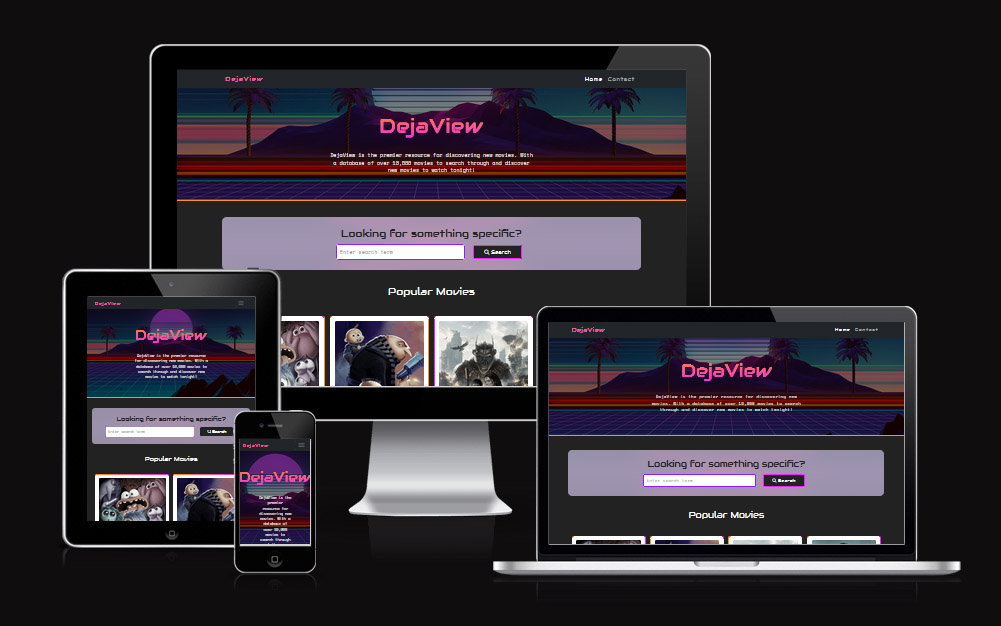 DejaView
Home Contact
DejaView
DejaView is the premier resource for discovering new movies. With
a database of over 10,000 movies to search through and discover
new movies to watch tonight!
Looking for something specific?
Enter search term
Search
Popular Movies
DejaView
DejaView
DejaView is the premier resource
for discovering new movies. With a
database of over 10,000 movies to
search through and discover new
movies to watch tonight!
Looking for something specific?
Enter search term
Search
Popular Movies
DejaView
DejaView
DejaView is the
premier
resource for
discovering new
movies. With a
database of
over 10,000
movies to
search through
DejaView
Home Contact
DejaView
DejaView is the premier resource for discovering new
movies. With a database of over 10,000 movies to search
through and discover new movies to watch tonight!
Looking for something specific?
Enter search term
Search
Popular Movies